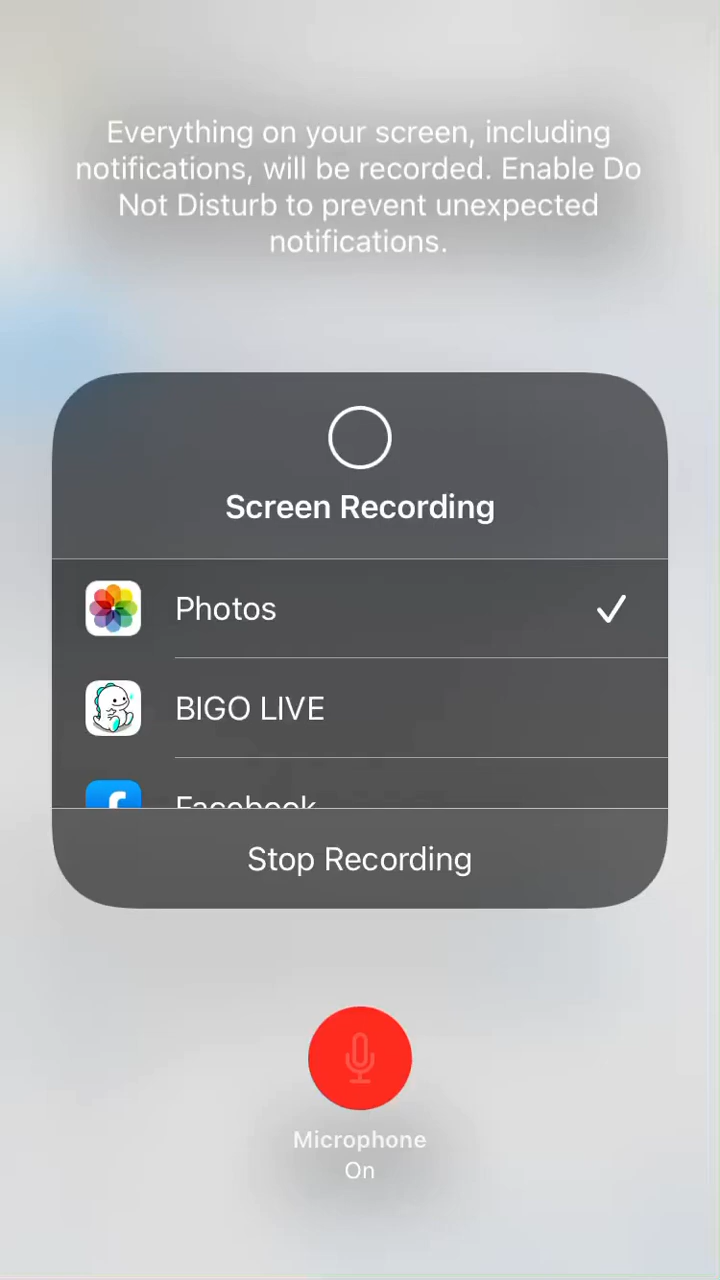 Everything on your screen, including
notifications, will be recorded. Enable Do
Not Disturb to prevent unexpected
notifications.
Screen Recording
Photos
BIGO LIVE
Facebook
Stop Recording
Microphone
On